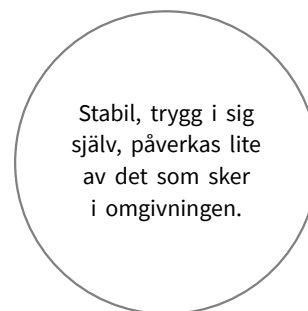 Stabil, trygg i sig
själv, påverkas lite
av det som sker
i omgivningen.